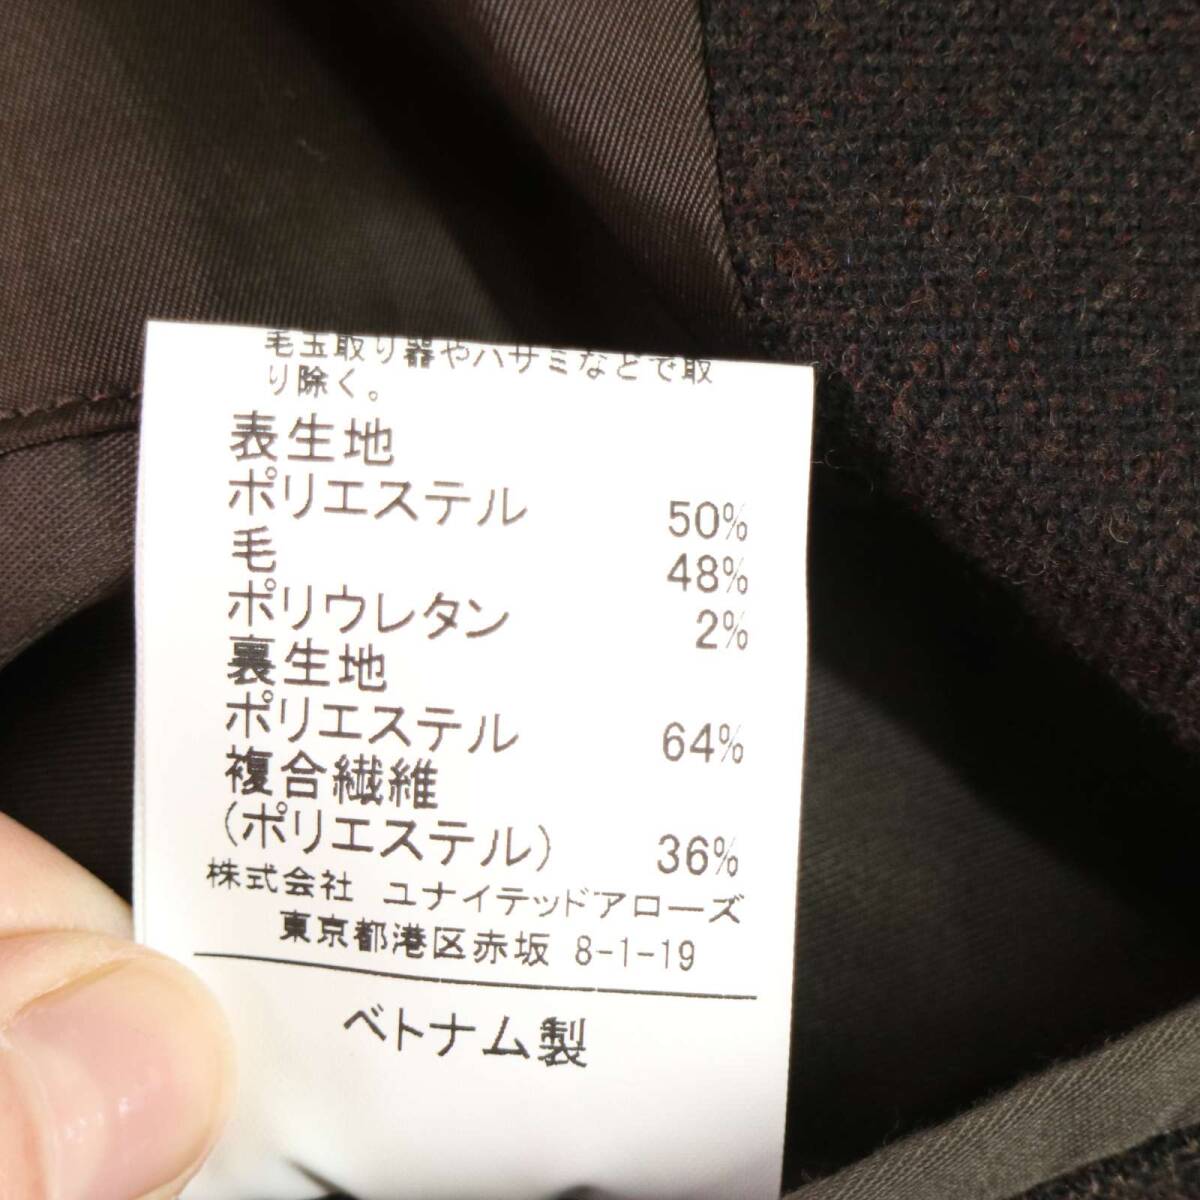 毛玉取り器やハサミなどで取
り除く。
表生地
ポリエステル 50%
毛 48%
ポリウレタン 2%
裏生地
ポリエステル 64%
複合繊維
(ポリエステル) 36%
株式会社 ユナイテッドアローズ
東京都港区赤坂 8-1-19
ベトナム製